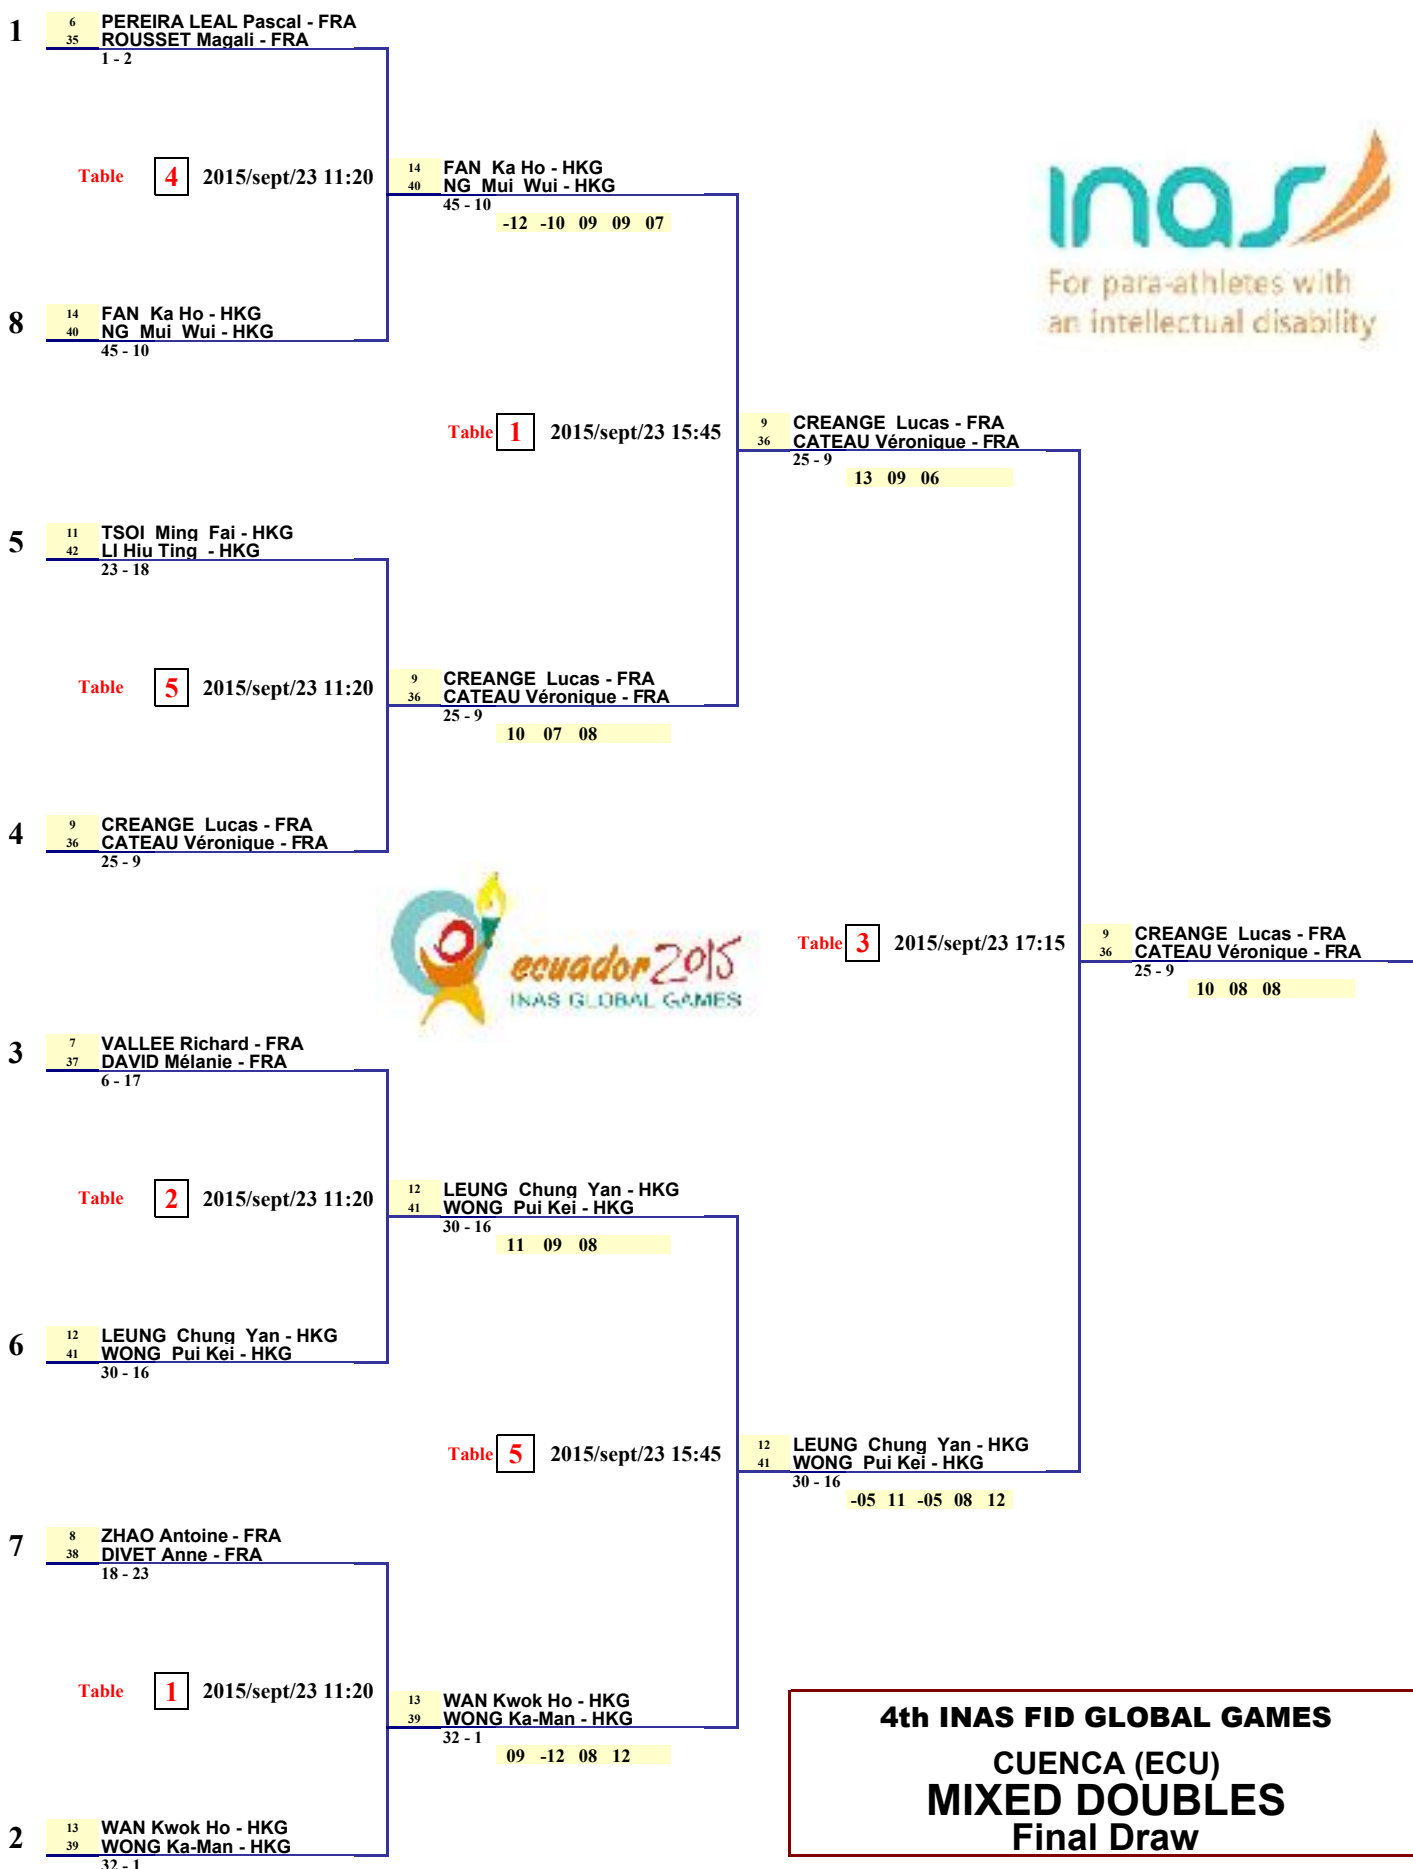 1
6 PEREIRA LEAL Pascal - FRA
35 ROUSSET Magali - FRA
1 - 2
Table 4 2015/sept/23 11:20
14 FAN Ka Ho - HKG
40 NG Mui Wui - HKG
45 - 10
-12 -10 09 09 07
inas
For para-athletes with
an intellectual disability
8
14 FAN Ka Ho - HKG
40 NG Mui Wui - HKG
45 - 10
Table 1 2015/sept/23 15:45
9 CREANGE Lucas - FRA
36 CATEAU Véronique - FRA
25 - 9
13 09 06
5
11 TSOI Ming Fai - HKG
42 LI Hiu Ting - HKG
23 - 18
Table 5 2015/sept/23 11:20
9 CREANGE Lucas - FRA
36 CATEAU Véronique - FRA
25 - 9
10 07 08
4
9 CREANGE Lucas - FRA
36 CATEAU Véronique - FRA
25 - 9
ecuador 2015
INAS GLOBAL GAMES
Table 3 2015/sept/23 17:15
9 CREANGE Lucas - FRA
36 CATEAU Véronique - FRA
25 - 9
10 08 08
3
7 VALLEE Richard - FRA
37 DAVID Mélanie - FRA
6 - 17
Table 2 2015/sept/23 11:20
12 LEUNG Chung Yan - HKG
41 WONG Pui Kei - HKG
30 - 16
11 09 08
6
12 LEUNG Chung Yan - HKG
41 WONG Pui Kei - HKG
30 - 16
Table 5 2015/sept/23 15:45
12 LEUNG Chung Yan - HKG
41 WONG Pui Kei - HKG
30 - 16
-05 11 -05 08 12
7
8 ZHAO Antoine - FRA
38 DIVET Anne - FRA
18 - 23
Table 1 2015/sept/23 11:20
13 WAN Kwok Ho - HKG
39 WONG Ka-Man - HKG
32 - 1
09 -12 08 12
2
13 WAN Kwok Ho - HKG
39 WONG Ka-Man - HKG
32 - 1
4th INAS FID GLOBAL GAMES
CUENCA (ECU)
MIXED DOUBLES
Final Draw